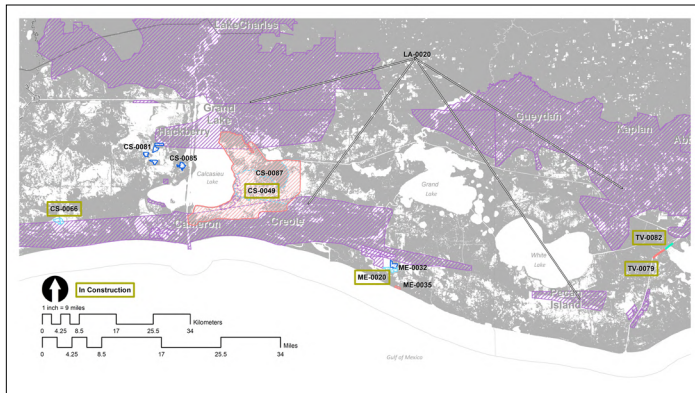 LakeCharles
LA-0020
Grand
Lake
Hackberry
Gueydan
Kaplan
CS-0081
CS-0085
CS-0087
Calcasieu
Lake
CS-0049
Grand
Lake
CS-0066
Cameron
Creole
White
Lake
TV-0082
TV-0079
ME-0032
ME-0020
ME-0035
Pecan
Island
In Construction
1 inch = 9 miles
Kilometers
0 4.25 8.5 17 25.5 34
Miles
0 4.25 8.5 17 25.5 34
Gulf of Mexico